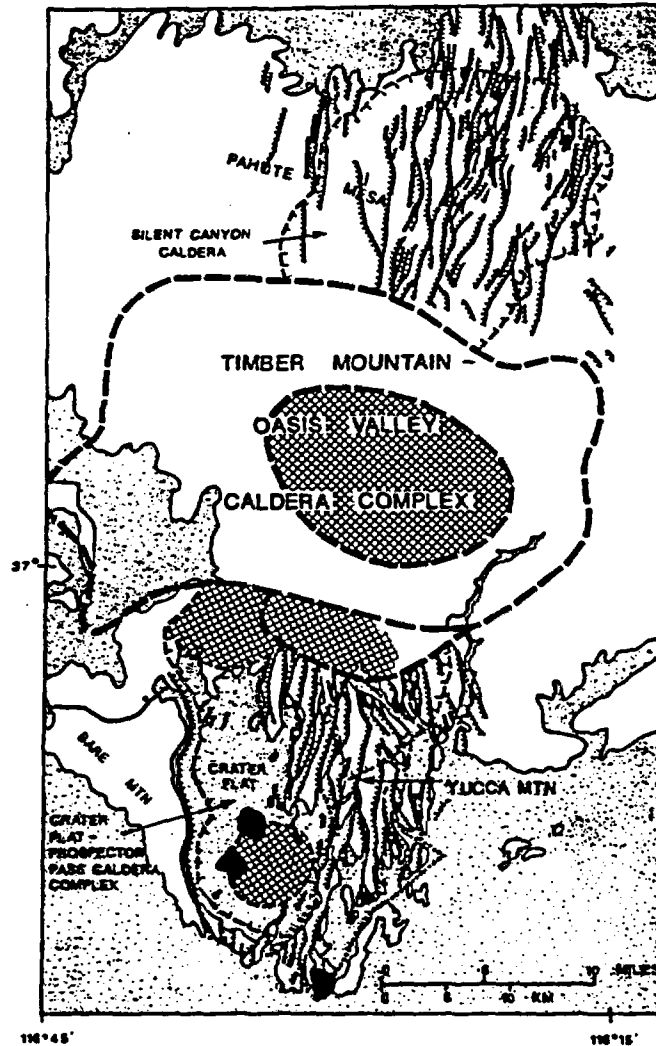 PAHUTE
MESA
SILENT CANYON
CALDERA
TIMBER MOUNTAIN -
OASIS VALLEY
CALDERA COMPLEX
37°
BARE MTN
CRATER
FLAT
YUCCA MTN
CRATER
FLAT -
PROSPECTOR
PASS CALDERA
COMPLEX
10 MILES
KM
116°45'
116°15'